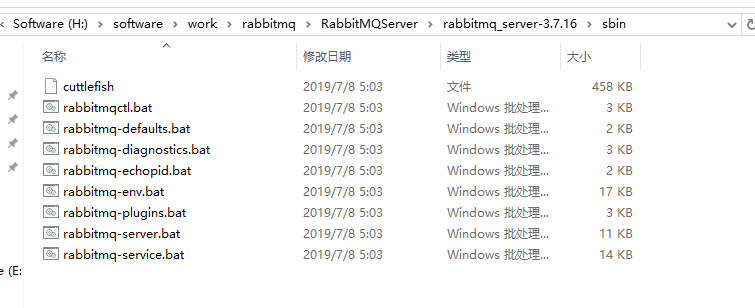 Software (H:) > software > work > rabbitmq > RabbitMQServer > rabbitmq_server-3.7.16 > sbin
名称 修改日期 类型 大小
cuttlefish 2019/7/8 5:03 文件 458 KB
rabbitmqctl.bat 2019/7/8 5:03 Windows 批处理... 3 KB
rabbitmq-defaults.bat 2019/7/8 5:03 Windows 批处理... 2 KB
rabbitmq-diagnostics.bat 2019/7/8 5:03 Windows 批处理... 3 KB
rabbitmq-echopid.bat 2019/7/8 5:03 Windows 批处理... 2 KB
rabbitmq-env.bat 2019/7/8 5:03 Windows 批处理... 17 KB
rabbitmq-plugins.bat 2019/7/8 5:03 Windows 批处理... 3 KB
rabbitmq-server.bat 2019/7/8 5:03 Windows 批处理... 11 KB
rabbitmq-service.bat 2019/7/8 5:03 Windows 批处理... 14 KB
e (E: